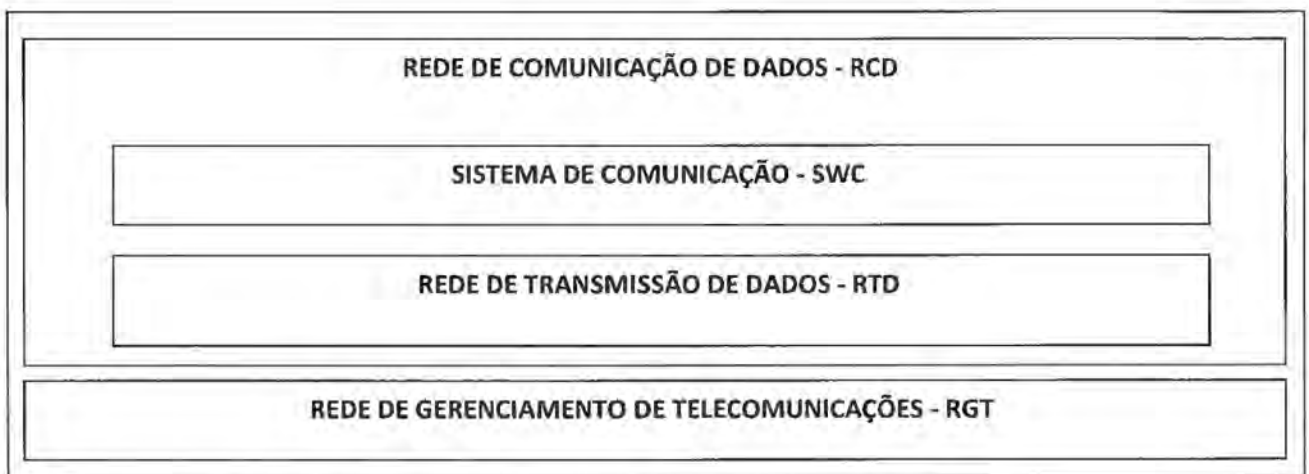 REDE DE COMUNICAÇÃO DE DADOS - RCD
SISTEMA DE COMUNICAÇÃO - SWC
REDE DE TRANSMISSÃO DE DADOS - RTD
REDE DE GERENCIAMENTO DE TELECOMUNICAÇÕES - RGT